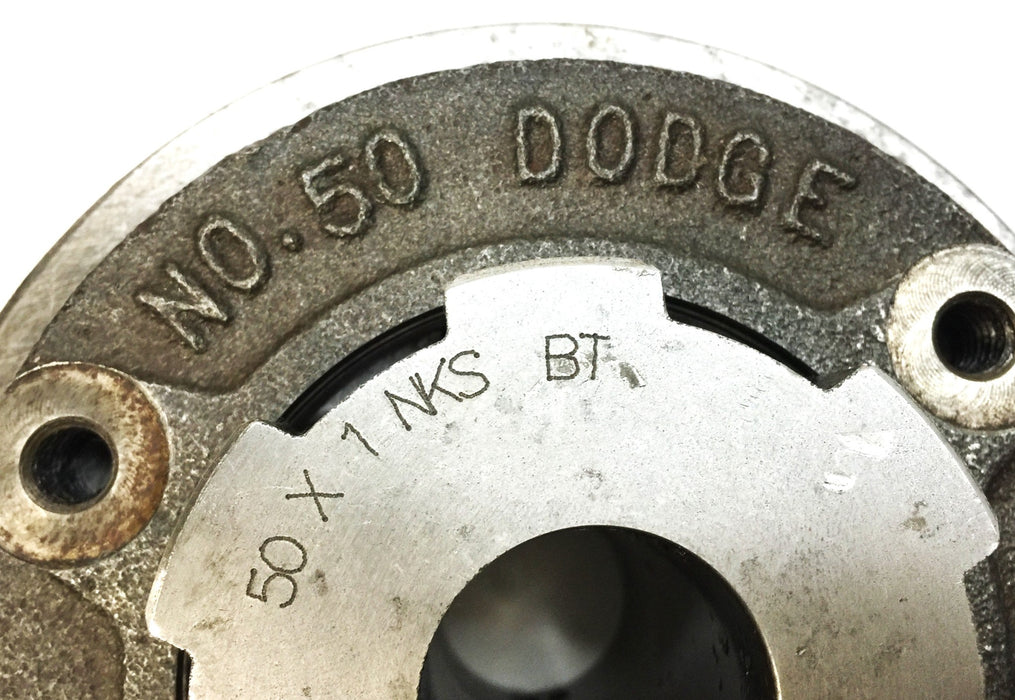 NO.50 DODGE
50 X 1 NKS BT